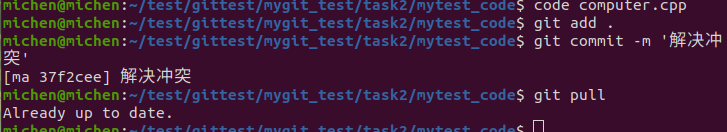 michen@michen:~/test/gittest/mygit_test/task2/mytest_code$ code computer.cpp
michen@michen:~/test/gittest/mygit_test/task2/mytest_code$ git add .
michen@michen:~/test/gittest/mygit_test/task2/mytest_code$ git commit -m '解决冲
突'
[ma 37f2cee] 解决冲突
michen@michen:~/test/gittest/mygit_test/task2/mytest_code$ git pull
Already up to date.
michen@michen:~/test/gittest/mygit_test/task2/mytest_code$